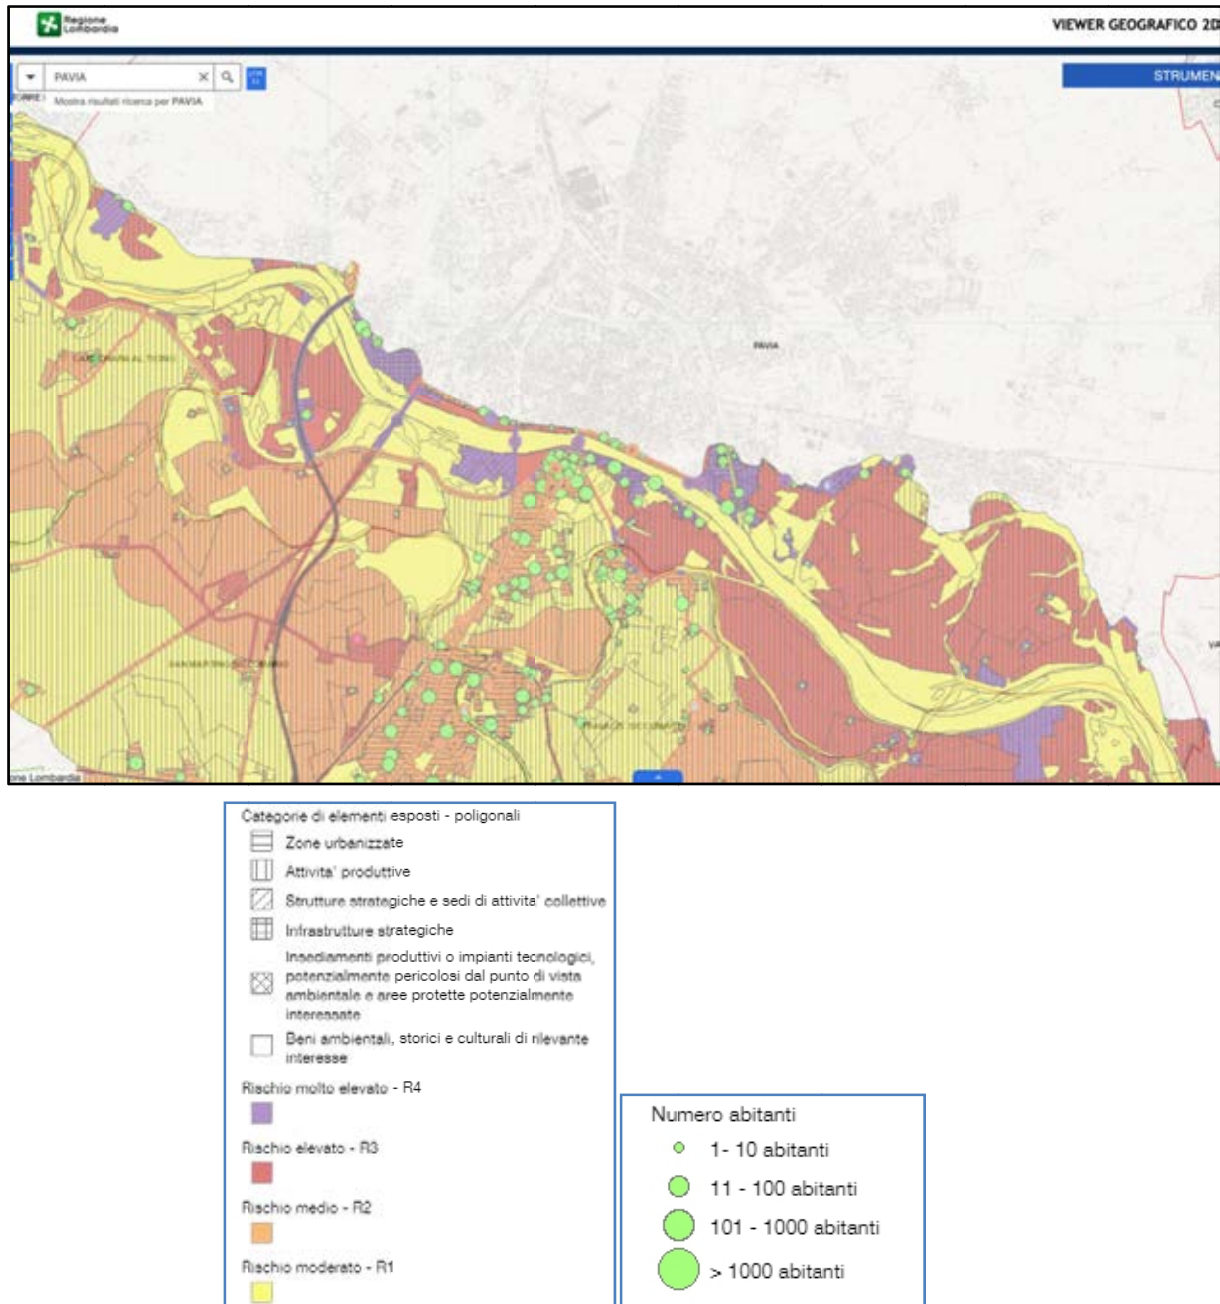 Regione
Lombardia
VIEWER GEOGRAFICO 2D
PAVIA
STRUMEN
Mostra risultati ricerca per PAVIA
PAVIA
VA
one Lombardia
Categorie di elementi esposti - poligonali
Zone urbanizzate
Attivita' produttive
Strutture strategiche e sedi di attivita' collettive
Infrastrutture strategiche
Insediamenti produttivi o impianti tecnologici,
potenzialmente pericolosi dal punto di vista
ambientale e aree protette potenzialmente
interessate
Beni ambientali, storici e culturali di rilevante
interesse
Rischio molto elevato - R4
Rischio elevato - R3
Rischio medio - R2
Rischio moderato - R1
Numero abitanti
1- 10 abitanti
11 - 100 abitanti
101 - 1000 abitanti
> 1000 abitanti